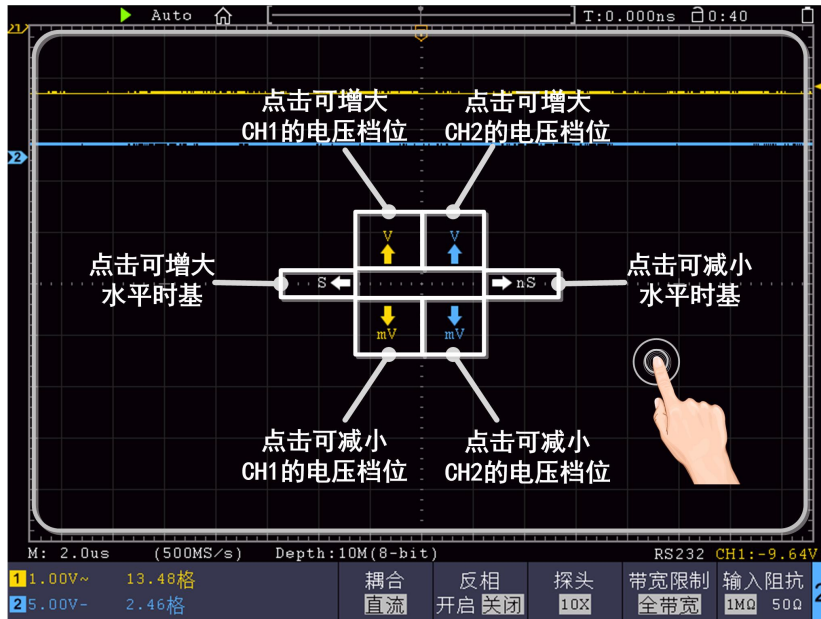 Auto
T:0.000ns
0:40
1
点击可增大
CH1的电压档位
点击可增大
CH2的电压档位
2
V
V
点击可增大
水平时基
S
nS
点击可减小
水平时基
mV
mV
点击可减小
CH1的电压档位
点击可减小
CH2的电压档位
M: 2.0us
(500MS/s)
Depth:10M(8-bit)
RS232
CH1:-9.64V
1 1.00V~ 13.48格
2 5.00V- 2.46格
耦合
直流
反相
开启 关闭
探头
10X
带宽限制
全带宽
输入阻抗
1MΩ 50Ω
2